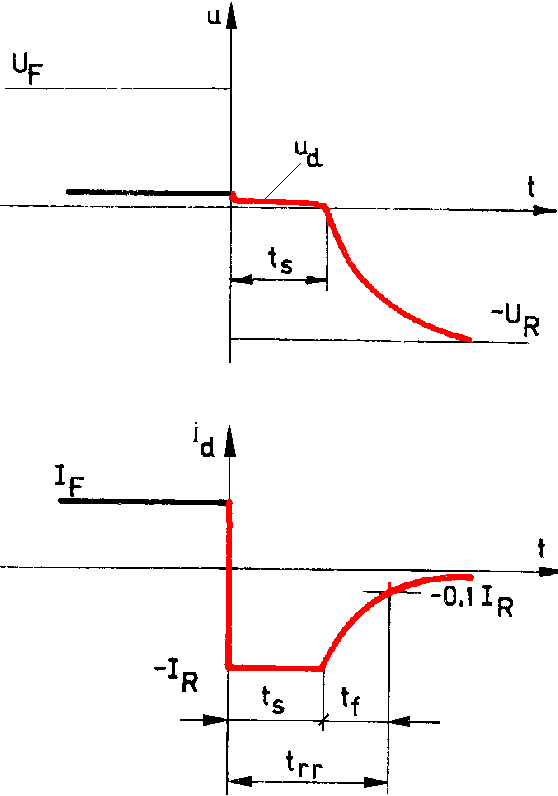 u
U_F
u_d
t
t_s
-U_R
i_d
I_F
t
-0.1 I_R
-I_R
t_s
t_f
t_rr